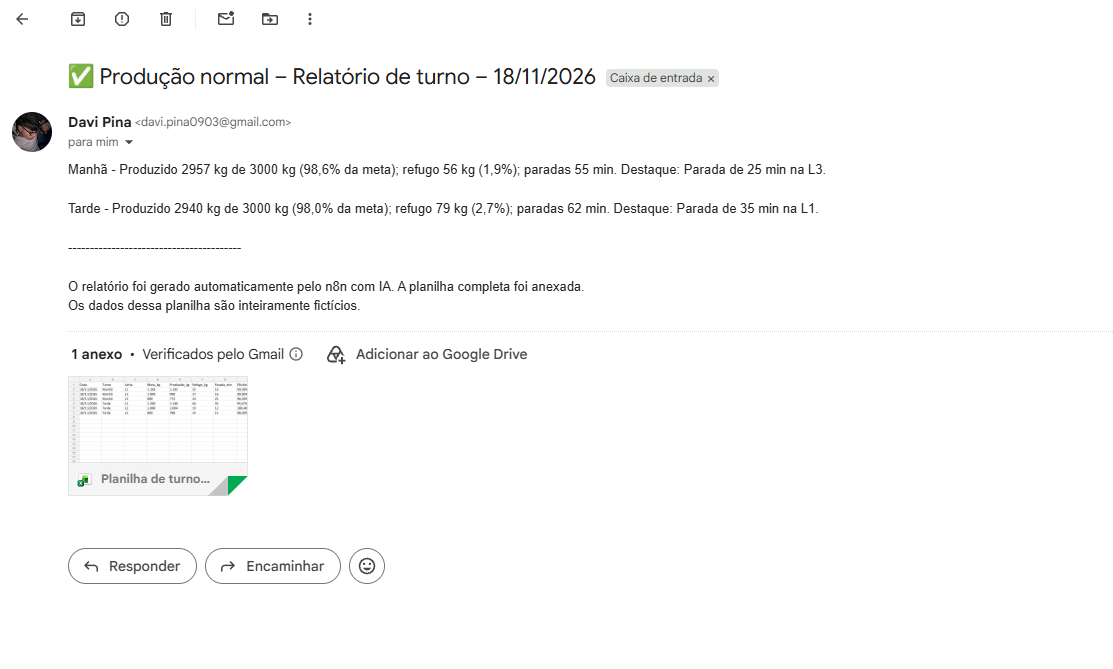 ✅ Produção normal – Relatório de turno – 18/11/2026 Caixa de entrada ×
Davi Pina <davi.pina0903@gmail.com>
para mim
Manhã - Produzido 2957 kg de 3000 kg (98,6% da meta); refugo 56 kg (1,9%); paradas 55 min. Destaque: Parada de 25 min na L3.
Tarde - Produzido 2940 kg de 3000 kg (98,0% da meta); refugo 79 kg (2,7%); paradas 62 min. Destaque: Parada de 35 min na L1.
----------------------------------------
O relatório foi gerado automaticamente pelo n8n com IA. A planilha completa foi anexada.
Os dados dessa planilha são inteiramente fictícios.
1 anexo • Verificados pelo Gmail Adicionar ao Google Drive
Planilha de turno...
Responder Encaminhar